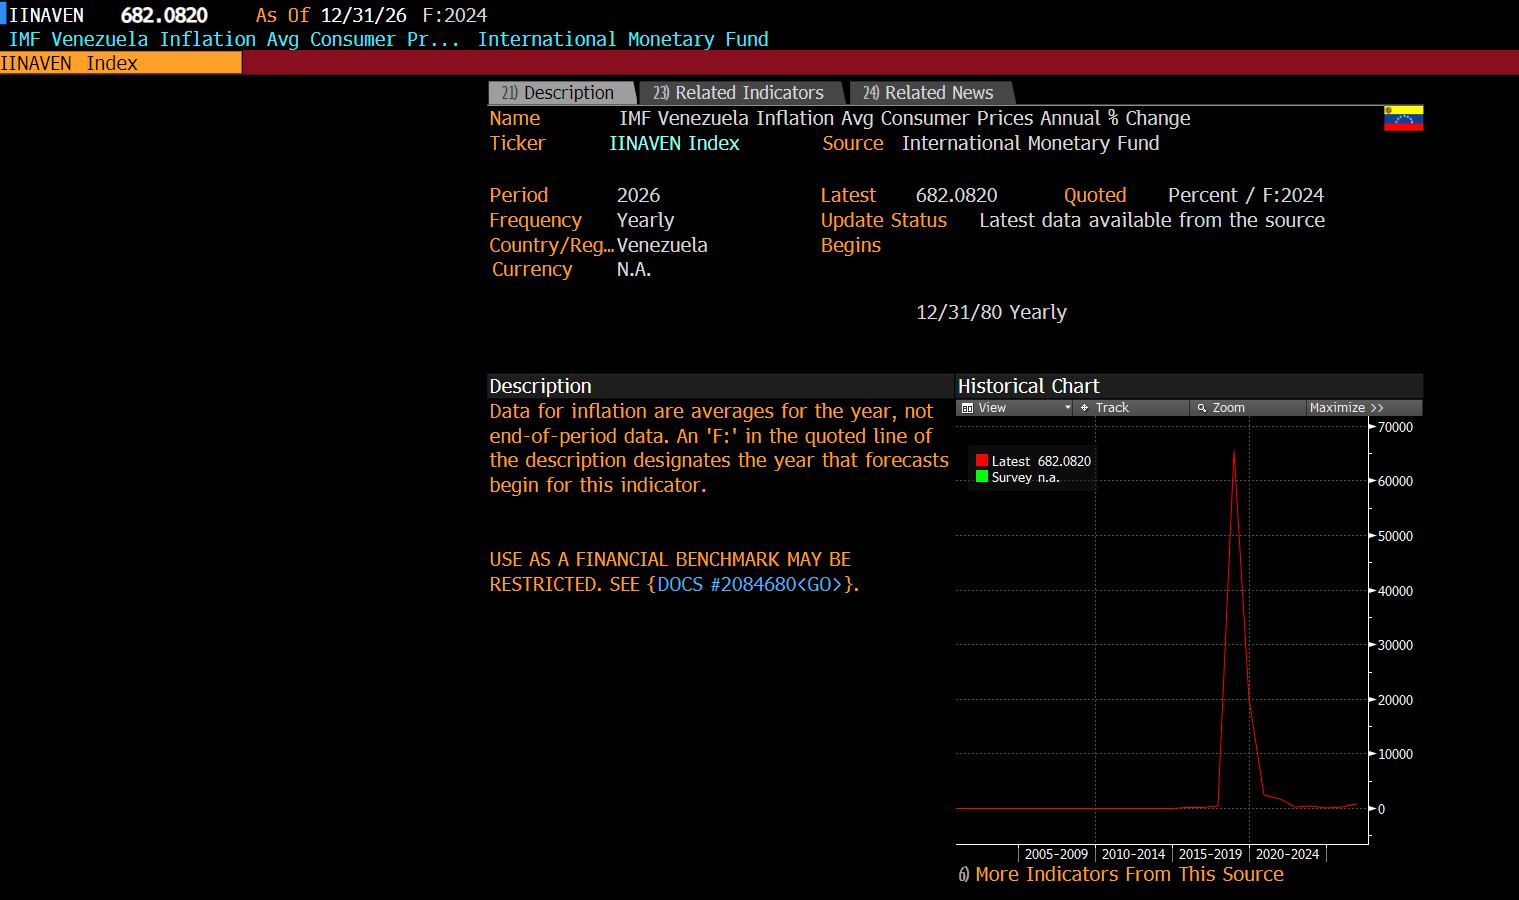 IINAVEN 682.0820 As Of 12/31/26 F:2024
IMF Venezuela Inflation Avg Consumer Pr... International Monetary Fund
IINAVEN Index
21) Description 23) Related Indicators 24) Related News
Name IMF Venezuela Inflation Avg Consumer Prices Annual % Change
Ticker IINAVEN Index Source International Monetary Fund
Period 2026 Latest 682.0820 Quoted Percent / F:2024
Frequency Yearly Update Status Latest data available from the source
Country/Reg... Venezuela Begins
Currency N.A.
12/31/80 Yearly
Description
Data for inflation are averages for the year, not
end-of-period data. An 'F:' in the quoted line of
the description designates the year that forecasts
begin for this indicator.
USE AS A FINANCIAL BENCHMARK MAY BE
RESTRICTED. SEE {DOCS #2084680<GO>}.
Historical Chart
View Track Zoom Maximize >>
Latest 682.0820
Survey n.a.
70000
60000
50000
40000
30000
20000
10000
0
2005-2009 2010-2014 2015-2019 2020-2024
6) More Indicators From This Source